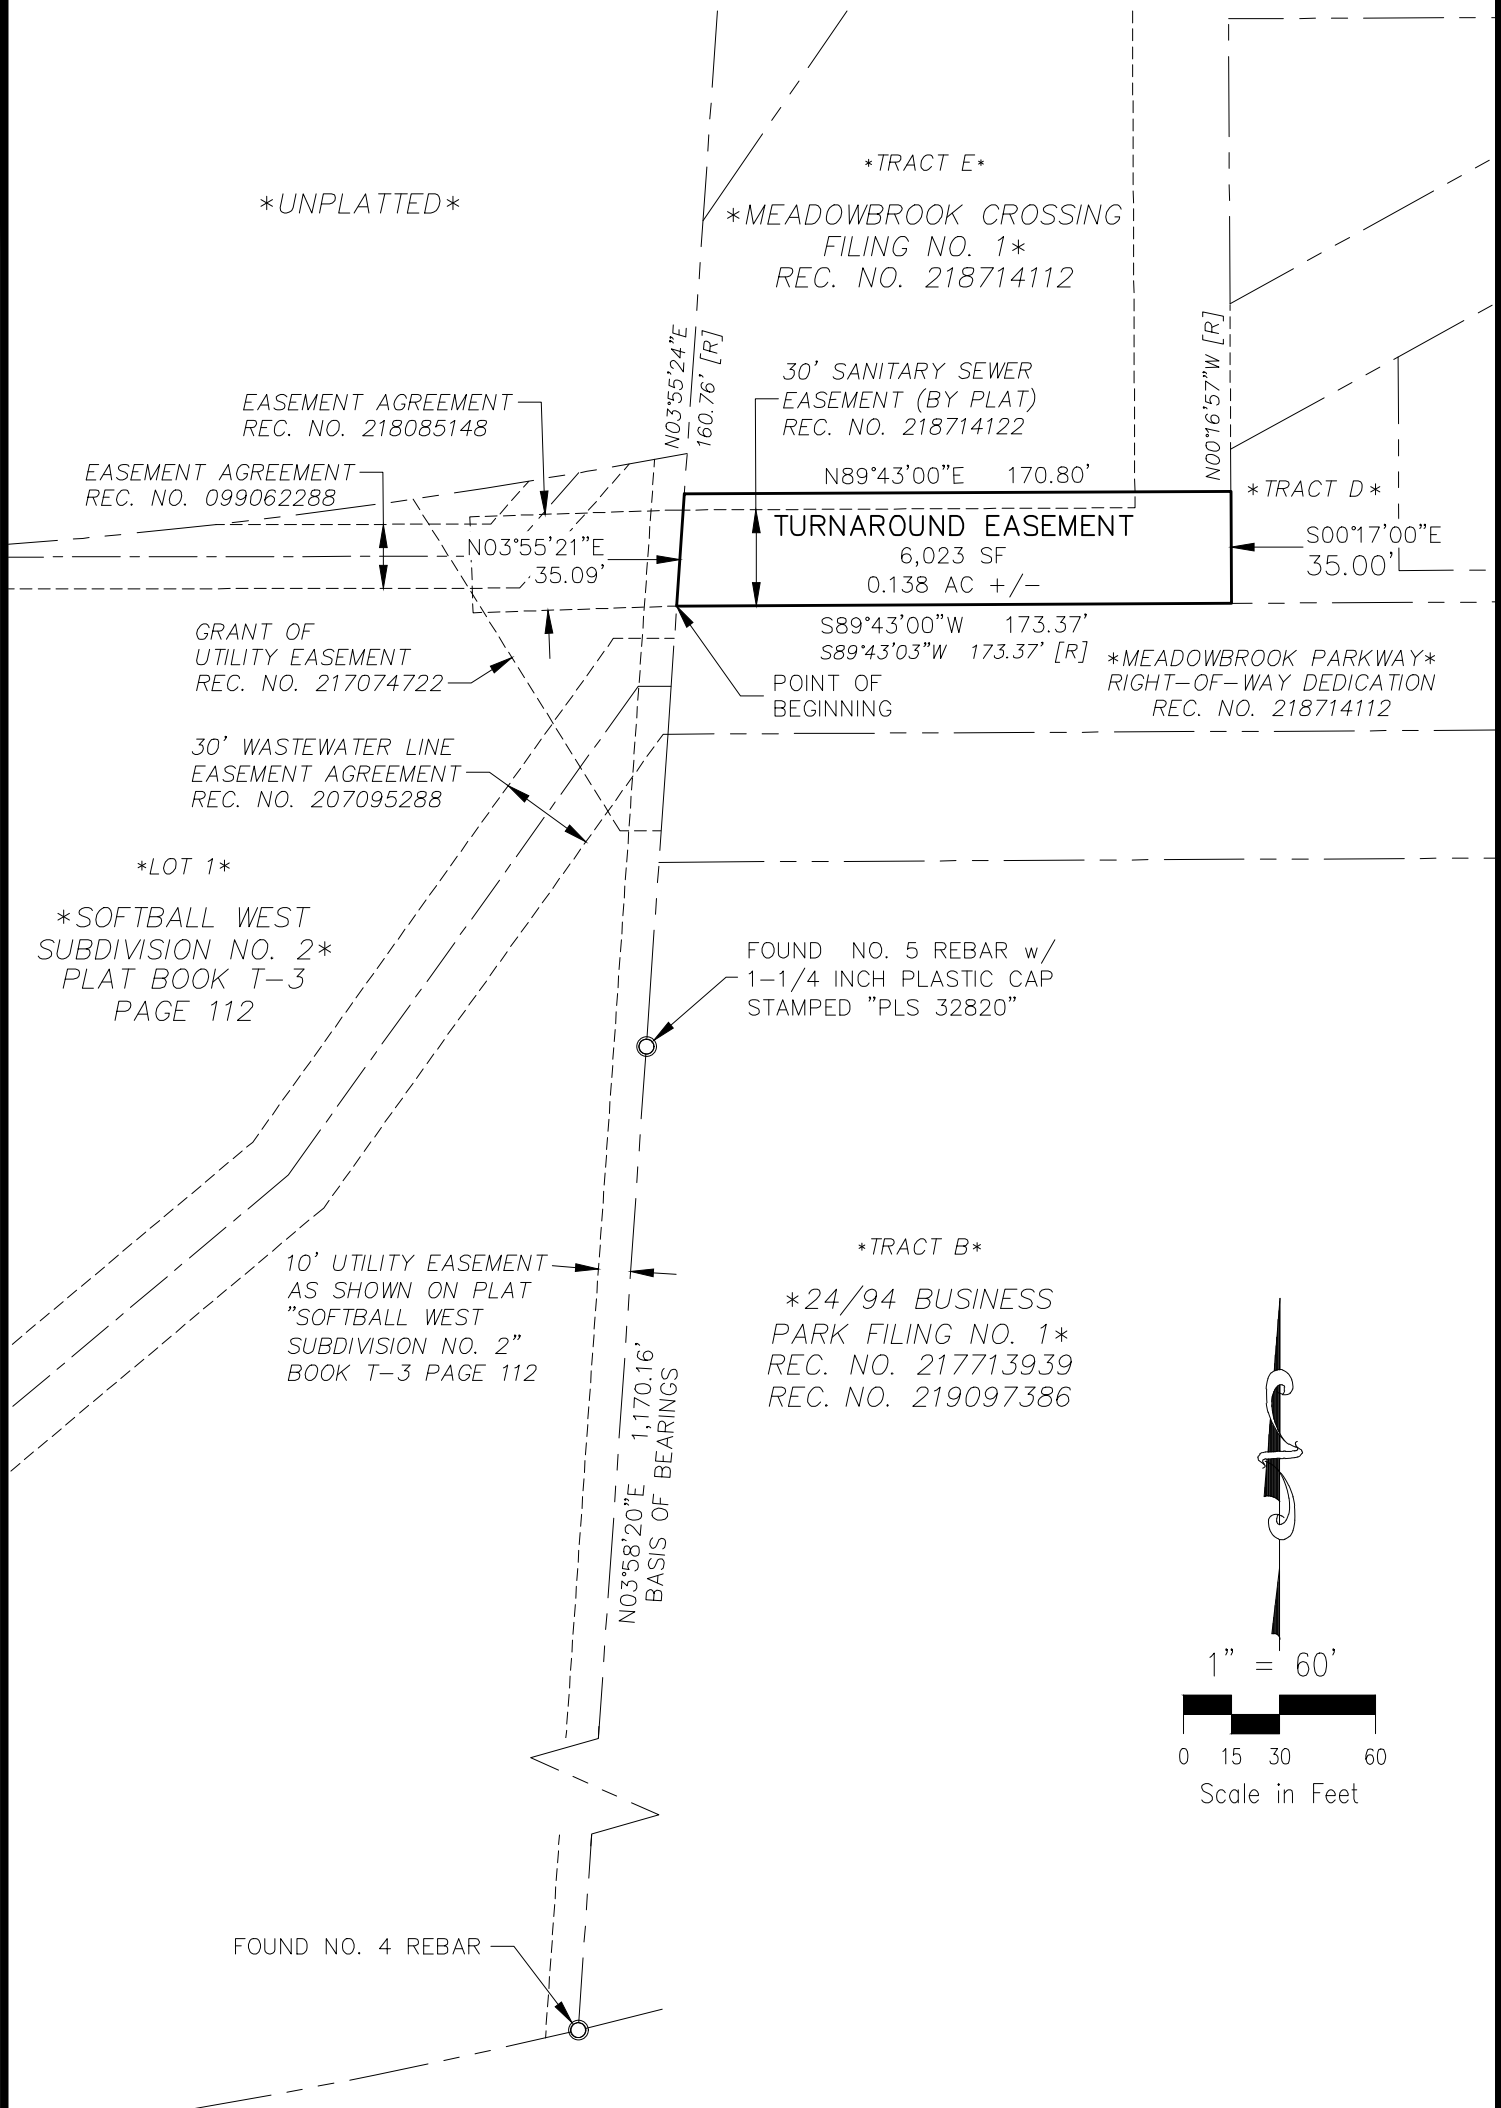 *TRACT E*
*UNPLATTED*
*MEADOWBROOK CROSSING
FILING NO. 1*
REC. NO. 218714112
N03°55'24"E
160.76' [R]
N00°16'57"W [R]
30' SANITARY SEWER
EASEMENT (BY PLAT)
REC. NO. 218714122
EASEMENT AGREEMENT
REC. NO. 218085148
EASEMENT AGREEMENT
REC. NO. 099062288
N89°43'00"E 170.80'
*TRACT D*
TURNAROUND EASEMENT
6,023 SF
0.138 AC +/-
N03°55'21"E
35.09'
S00°17'00"E
35.00'
S89°43'00"W 173.37'
S89°43'03"W 173.37' [R]
GRANT OF
UTILITY EASEMENT
REC. NO. 217074722
POINT OF
BEGINNING
*MEADOWBROOK PARKWAY*
RIGHT-OF-WAY DEDICATION
REC. NO. 218714112
30' WASTEWATER LINE
EASEMENT AGREEMENT
REC. NO. 207095288
*LOT 1*
*SOFTBALL WEST
SUBDIVISION NO. 2*
PLAT BOOK T-3
PAGE 112
FOUND NO. 5 REBAR w/
1-1/4 INCH PLASTIC CAP
STAMPED "PLS 32820"
10' UTILITY EASEMENT
AS SHOWN ON PLAT
"SOFTBALL WEST
SUBDIVISION NO. 2"
BOOK T-3 PAGE 112
*TRACT B*
*24/94 BUSINESS
PARK FILING NO. 1*
REC. NO. 217713939
REC. NO. 219097386
N03°58'20"E 1,170.16'
BASIS OF BEARINGS
1" = 60'
0 15 30 60
Scale in Feet
FOUND NO. 4 REBAR